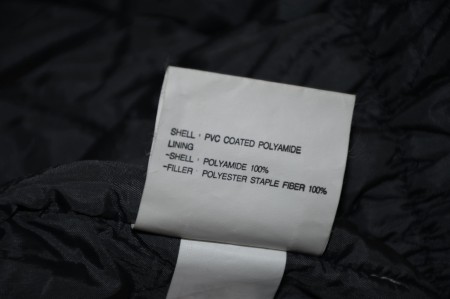 SHELL : PVC COATED POLYAMIDE
LINING
-SHELL : POLYAMIDE 100%
-FILLER : POLYESTER STAPLE FIBER 100%